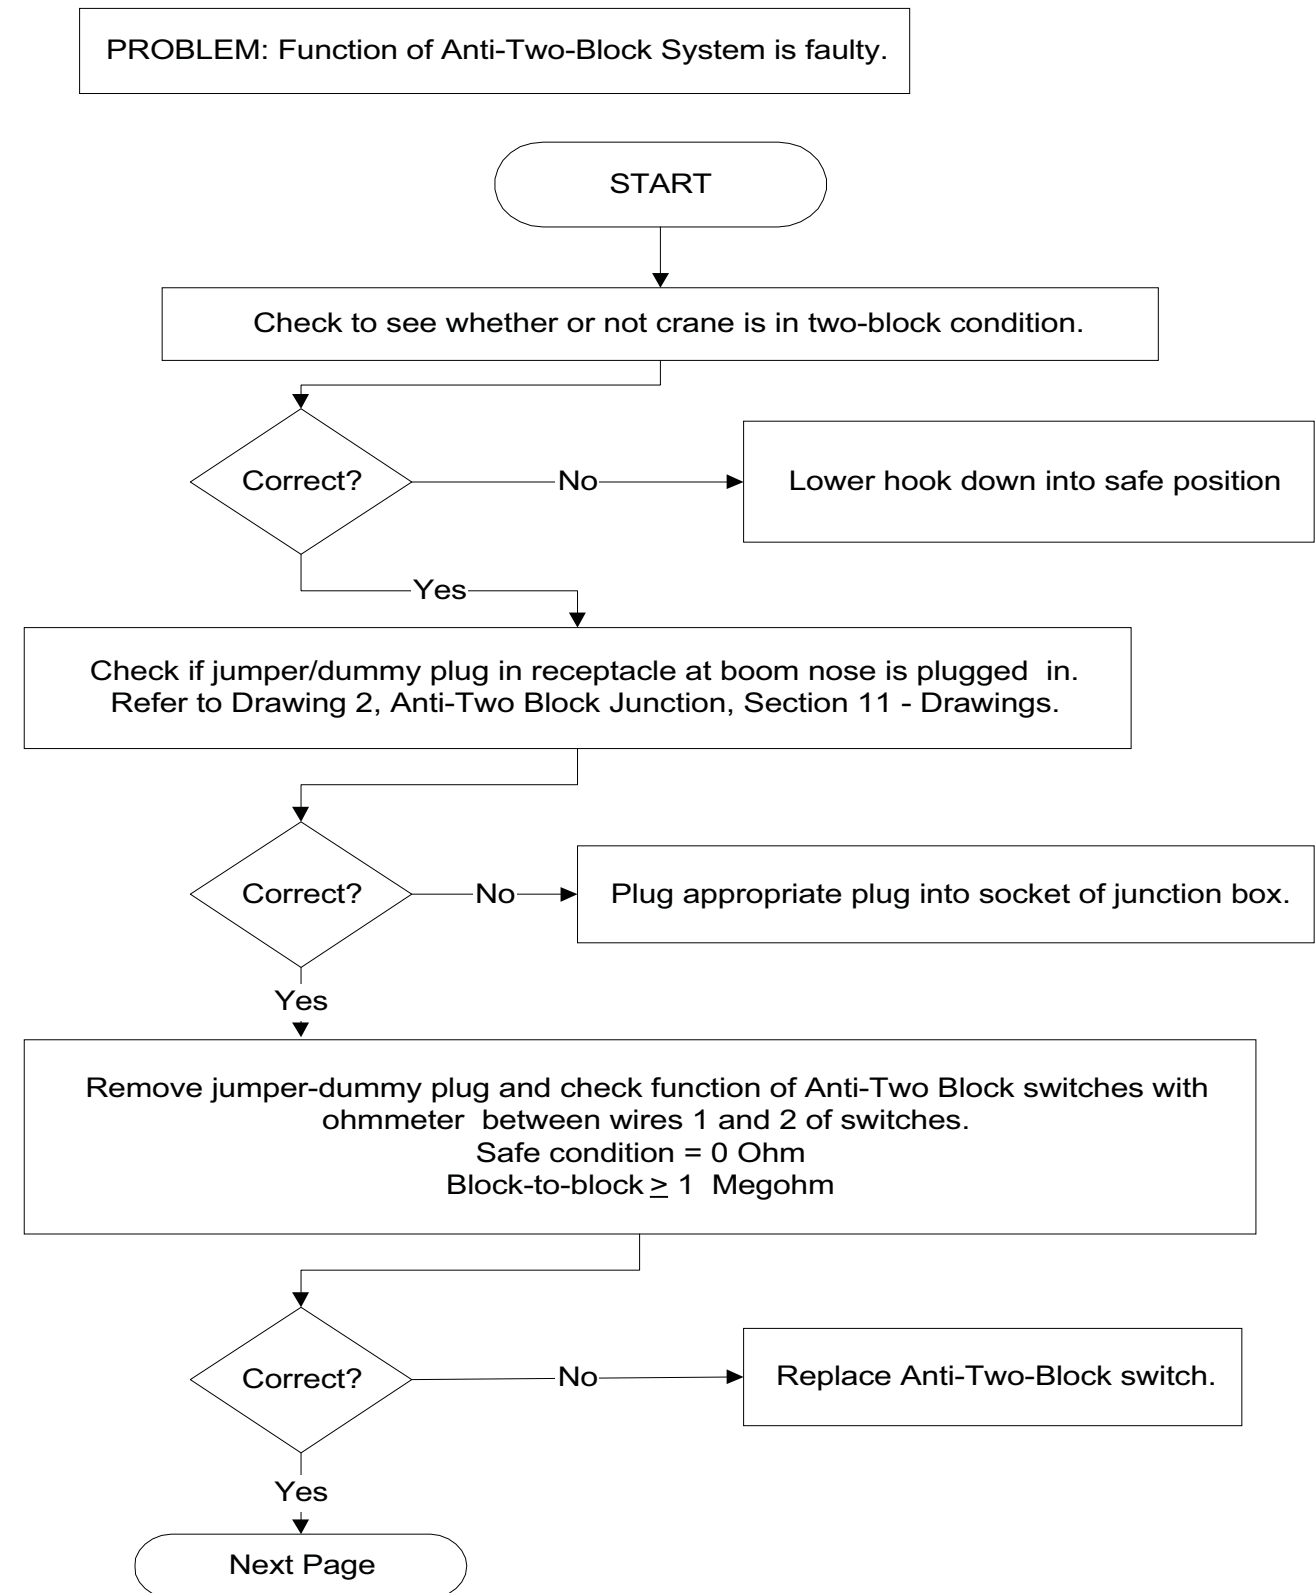 PROBLEM: Function of Anti-Two-Block System is faulty.
START
Check to see whether or not crane is in two-block condition.
Correct?
No
Lower hook down into safe position
Yes
Check if jumper/dummy plug in receptacle at boom nose is plugged  in.
Refer to Drawing 2, Anti-Two Block Junction, Section 11 - Drawings.
Correct?
No
Plug appropriate plug into socket of junction box.
Yes
Remove jumper-dummy plug and check function of Anti-Two Block switches with
ohmmeter  between wires 1 and 2 of switches.
Safe condition = 0 Ohm
Block-to-block ≥ 1  Megohm
Correct?
No
Replace Anti-Two-Block switch.
Yes
Next Page